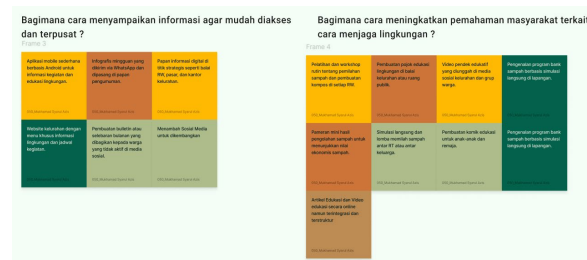 Bagimana cara menyampaikan informasi agar mudah diakses
dan terpusat ?
Frame 3
Aplikasi mobile sederhana
berbasis Android untuk
informasi kegiatan dan
edukasi lingkungan.
Infografis mingguan yang
dikirim via WhatsApp dan
dipasang di papan
pengumuman.
Papan informasi digital di
titik strategis seperti balai
RW, pasar, dan kantor
kelurahan.
Website kelurahan dengan
menu khusus informasi
lingkungan dan jadwal
kegiatan.
Pembuatan bulletin atau
selebaran bulanan yang
dibagikan kepada warga
yang tidak aktif di media
sosial.
Menambah Sosial Media
untuk dikembangkan
Bagimana cara meningkatkan pemahaman masyarakat terkait
cara menjaga lingkungan ?
Frame 4
Pelatihan dan workshop
rutin tentang pemilahan
sampah dan pembuatan
kompos di setiap RW.
Pembuatan pojok edukasi
lingkungan di balai
kelurahan atau ruang
publik.
Video pendek edukatif
yang diunggah di media
sosial kelurahan dan grup
warga.
Pengenalan program bank
sampah berbasis simulasi
langsung di lapangan.
Pameran mini hasil
pengolahan sampah untuk
menunjukkan nilai
ekonomis sampah.
Simulasi langsung dan
lomba memilah sampah
antar RT atau antar
keluarga.
Pembuatan komik edukasi
untuk anak-anak dan
remaja.
Pengenalan program bank
sampah berbasis simulasi
langsung di lapangan.
Artikel Edukasi dan Video
edukasi secara online
namun terintegrasi dan
terstruktur